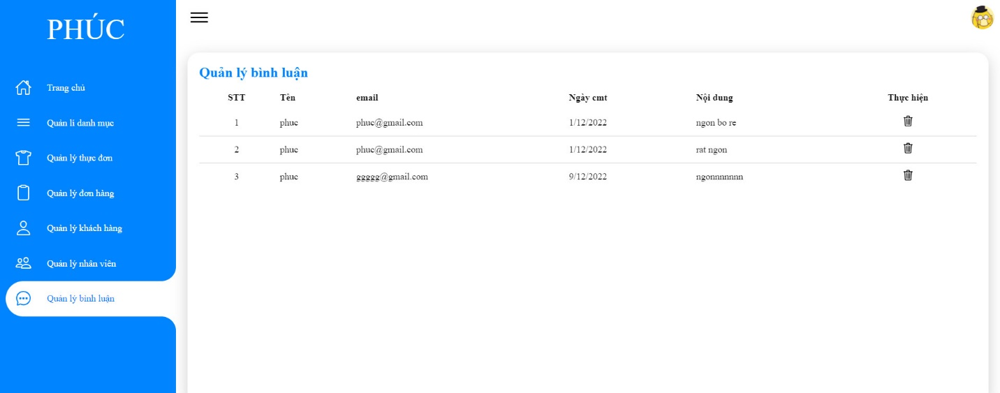 PHÚC
Trang chủ
Quản lí danh mục
Quản lý thực đơn
Quản lý đơn hàng
Quản lý khách hàng
Quản lý nhân viên
Quản lý bình luận
Quản lý bình luận
STT Tên email Ngày cmt Nội dung Thực hiện
1 phuc phuc@gmail.com 1/12/2022 ngon bo re
2 phuc phuc@gmail.com 1/12/2022 rat ngon
3 phuc ggggg@gmail.com 9/12/2022 ngonnnnnnn